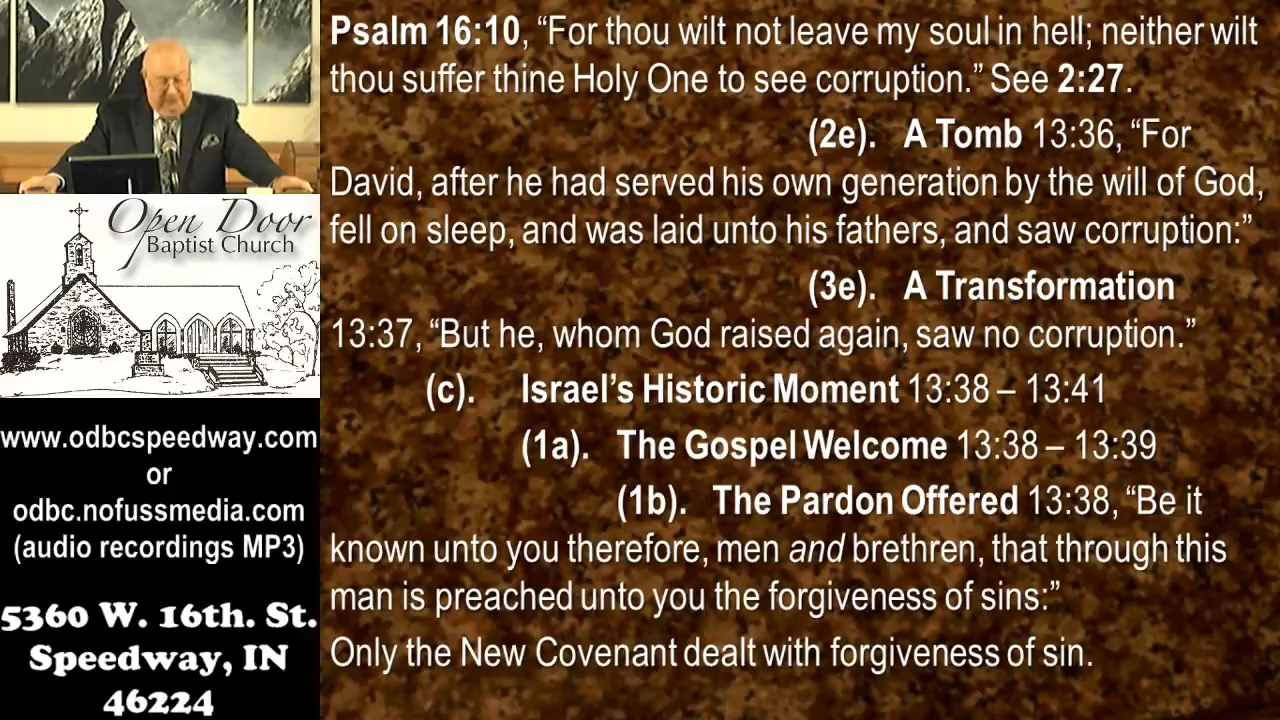 Psalm 16:10, “For thou wilt not leave my soul in hell; neither wilt
thou suffer thine Holy One to see corruption.” See 2:27.
(2e). A Tomb 13:36, “For
David, after he had served his own generation by the will of God,
fell on sleep, and was laid unto his fathers, and saw corruption:”
(3e). A Transformation
13:37, “But he, whom God raised again, saw no corruption.”
(c). Israel’s Historic Moment 13:38 – 13:41
(1a). The Gospel Welcome 13:38 – 13:39
(1b). The Pardon Offered 13:38, “Be it
known unto you therefore, men and brethren, that through this
man is preached unto you the forgiveness of sins:”
Only the New Covenant dealt with forgiveness of sin.
Open Door
Baptist Church
www.odbcspeedway.com
or
odbc.nofussmedia.com
(audio recordings MP3)
5360 W. 16th. St.
Speedway, IN
46224